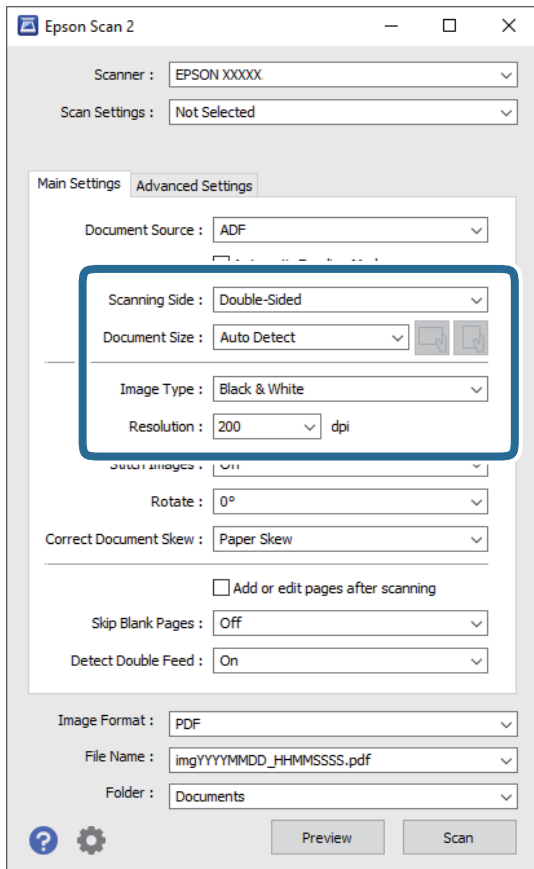 Epson Scan 2
Scanner : EPSON XXXXX
Scan Settings : Not Selected
Main Settings Advanced Settings
Document Source : ADF
Scanning Side : Double-Sided
Document Size : Auto Detect
Image Type : Black & White
Resolution : 200 dpi
Stitch Images : Off
Rotate : 0°
Correct Document Skew : Paper Skew
Add or edit pages after scanning
Skip Blank Pages : Off
Detect Double Feed : On
Image Format : PDF
File Name : imgYYYYMMDD_HHMMSSSS.pdf
Folder : Documents
? Preview Scan